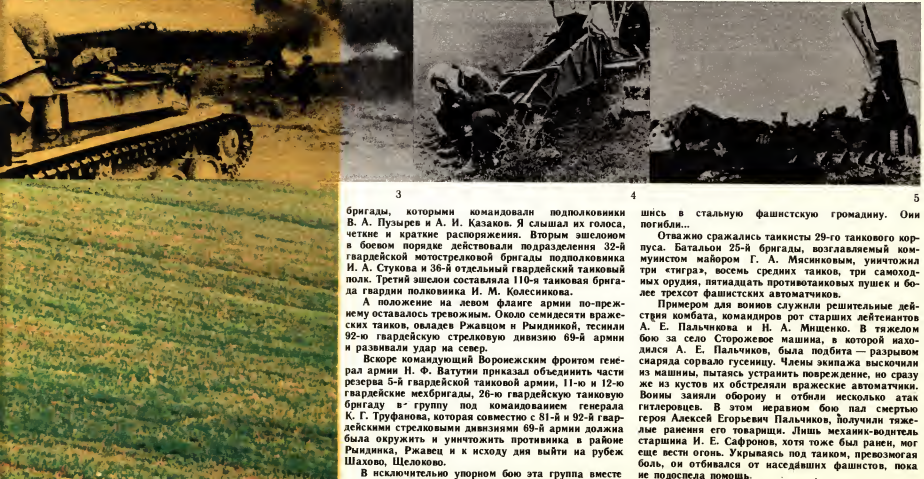 3
4
5
бригады, которыми командовали подполковники
В. А. Пузырев и А. И. Казаков. Я слышал их голоса,
четкие и краткие распоряжения. Вторым эшелоном
в боевом порядке действовали подразделения 32-й
гвардейской мотострелковой бригады подполковника
И. А. Стукова и 36-й отдельный гвардейский танковый
полк. Третий эшелон составляла 110-я танковая брига-
да гвардии полковника И. М. Колесникова.
А положение на левом фланге армии по-преж-
нему оставалось тревожным. Около семидесяти враже-
ских танков, овладев Ржавцом и Рындинкой, теснили
92-ю гвардейскую стрелковую дивизию 69-й армии
и развивали удар на север.
Вскоре командующий Воронежским фронтом гене-
рал армии Н. Ф. Ватутин приказал объединить части
резерва 5-й гвардейской танковой армии, 11-ю и 12-ю
гвардейские мехбригады, 26-ю гвардейскую танковую
бригаду в группу под командованием генерала
К. Г. Труфанова, которая совместно с 81-й и 92-й гвар-
дейскими стрелковыми дивизиями 69-й армии должна
была окружить и уничтожить противника в районе
Рындинка, Ржавец и к исходу дня выйти на рубеж
Шахово, Щелоково.
В исключительно упорном бою эта группа вместе
шись в стальную фашистскую громадину. Они
погибли...
Отважно сражались танкисты 29-го танкового кор-
пуса. Батальон 25-й бригады, возглавляемый ком-
мунистом майором Г. А. Мясниковым, уничтожил
три «тигра», восемь средних танков, три самоход-
ных орудия, пятнадцать противотанковых пушек и бо-
лее трехсот фашистских автоматчиков.
Примером для воинов служили решительные дей-
ствия комбата, командиров рот старших лейтенантов
А. Е. Пальчикова и Н. А. Мищенко. В тяжелом
бою за село Сторожевое машина, в которой нахо-
дился А. Е. Пальчиков, была подбита — разрывом
снаряда сорвало гусеницу. Члены экипажа выскочили
из машины, пытаясь устранить повреждение, но сразу
же из кустов их обстреляли вражеские автоматчики.
Воины заняли оборону и отбили несколько атак
гитлеровцев. В этом неравном бою пал смертью
героя Алексей Егорьевич Пальчиков, получили тяже-
лые ранения его товарищи. Лишь механик-водитель
старшина И. Е. Сафронов, хотя тоже был ранен, мог
еще вести огонь. Укрываясь под танком, превозмогая
боль, он отбивался от наседавших фашистов, пока
не подоспела помощь.